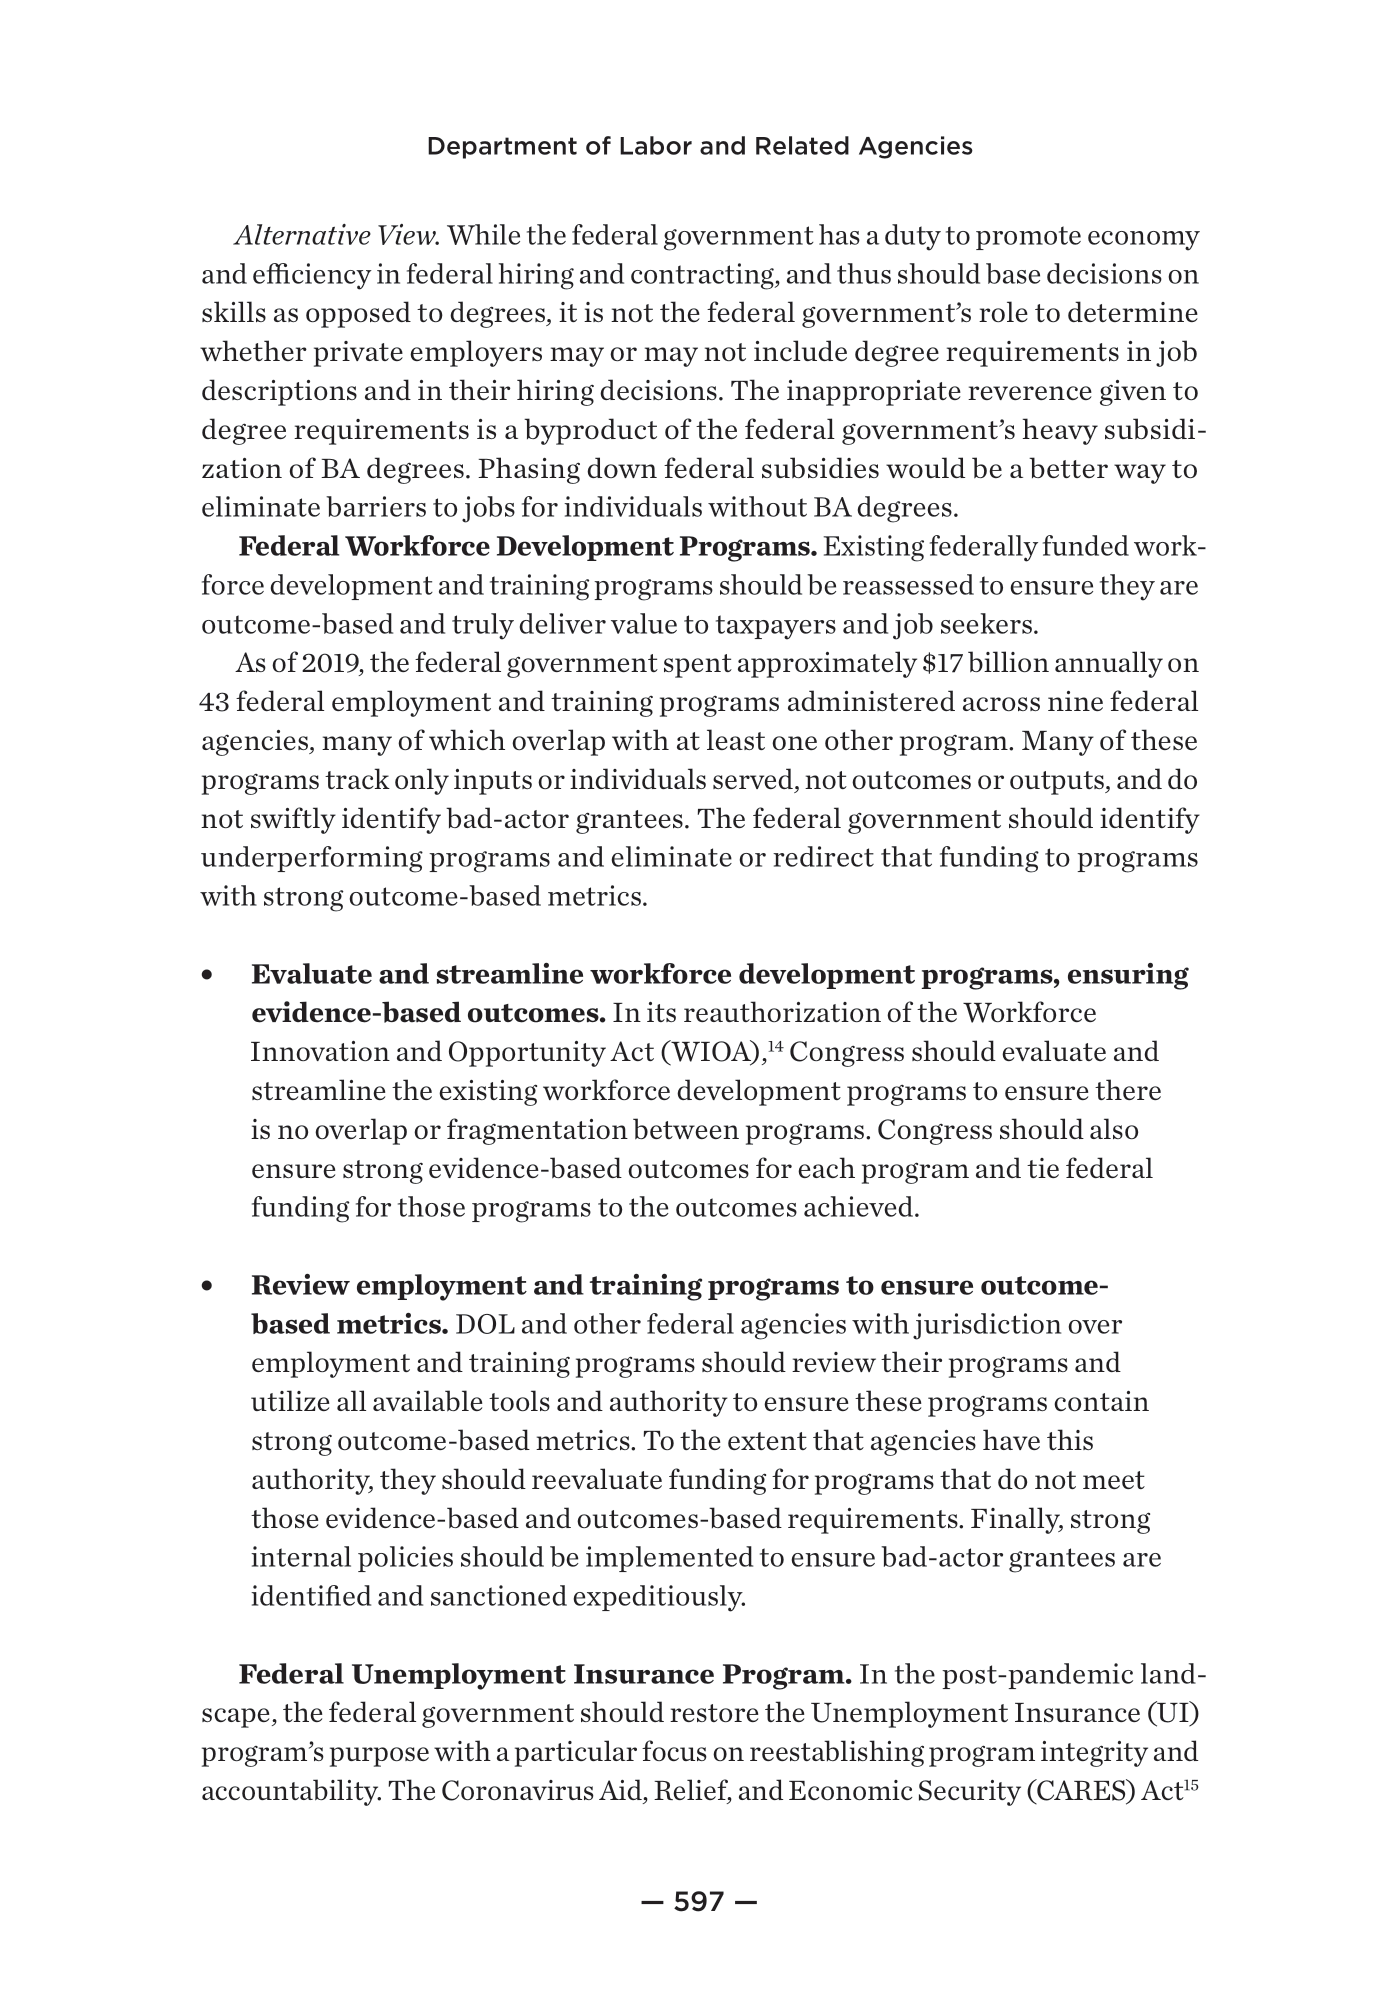 Department of Labor and Related Agencies
Alternative View. While the federal government has a duty to promote economy
and efficiency in federal hiring and contracting, and thus should base decisions on
skills as opposed to degrees, it is not the federal government’s role to determine
whether private employers may or may not include degree requirements in job
descriptions and in their hiring decisions. The inappropriate reverence given to
degree requirements is a byproduct of the federal government’s heavy subsidi-
zation of BA degrees. Phasing down federal subsidies would be a better way to
eliminate barriers to jobs for individuals without BA degrees.
Federal Workforce Development Programs. Existing federally funded work-
force development and training programs should be reassessed to ensure they are
outcome-based and truly deliver value to taxpayers and job seekers.
As of 2019, the federal government spent approximately $17 billion annually on
43 federal employment and training programs administered across nine federal
agencies, many of which overlap with at least one other program. Many of these
programs track only inputs or individuals served, not outcomes or outputs, and do
not swiftly identify bad-actor grantees. The federal government should identify
underperforming programs and eliminate or redirect that funding to programs
with strong outcome-based metrics.
• Evaluate and streamline workforce development programs, ensuring
evidence-based outcomes. In its reauthorization of the Workforce
Innovation and Opportunity Act (WIOA),14 Congress should evaluate and
streamline the existing workforce development programs to ensure there
is no overlap or fragmentation between programs. Congress should also
ensure strong evidence-based outcomes for each program and tie federal
funding for those programs to the outcomes achieved.
• Review employment and training programs to ensure outcome-
based metrics. DOL and other federal agencies with jurisdiction over
employment and training programs should review their programs and
utilize all available tools and authority to ensure these programs contain
strong outcome-based metrics. To the extent that agencies have this
authority, they should reevaluate funding for programs that do not meet
those evidence-based and outcomes-based requirements. Finally, strong
internal policies should be implemented to ensure bad-actor grantees are
identified and sanctioned expeditiously.
Federal Unemployment Insurance Program. In the post-pandemic land-
scape, the federal government should restore the Unemployment Insurance (UI)
program’s purpose with a particular focus on reestablishing program integrity and
accountability. The Coronavirus Aid, Relief, and Economic Security (CARES) Act15
— 597 —